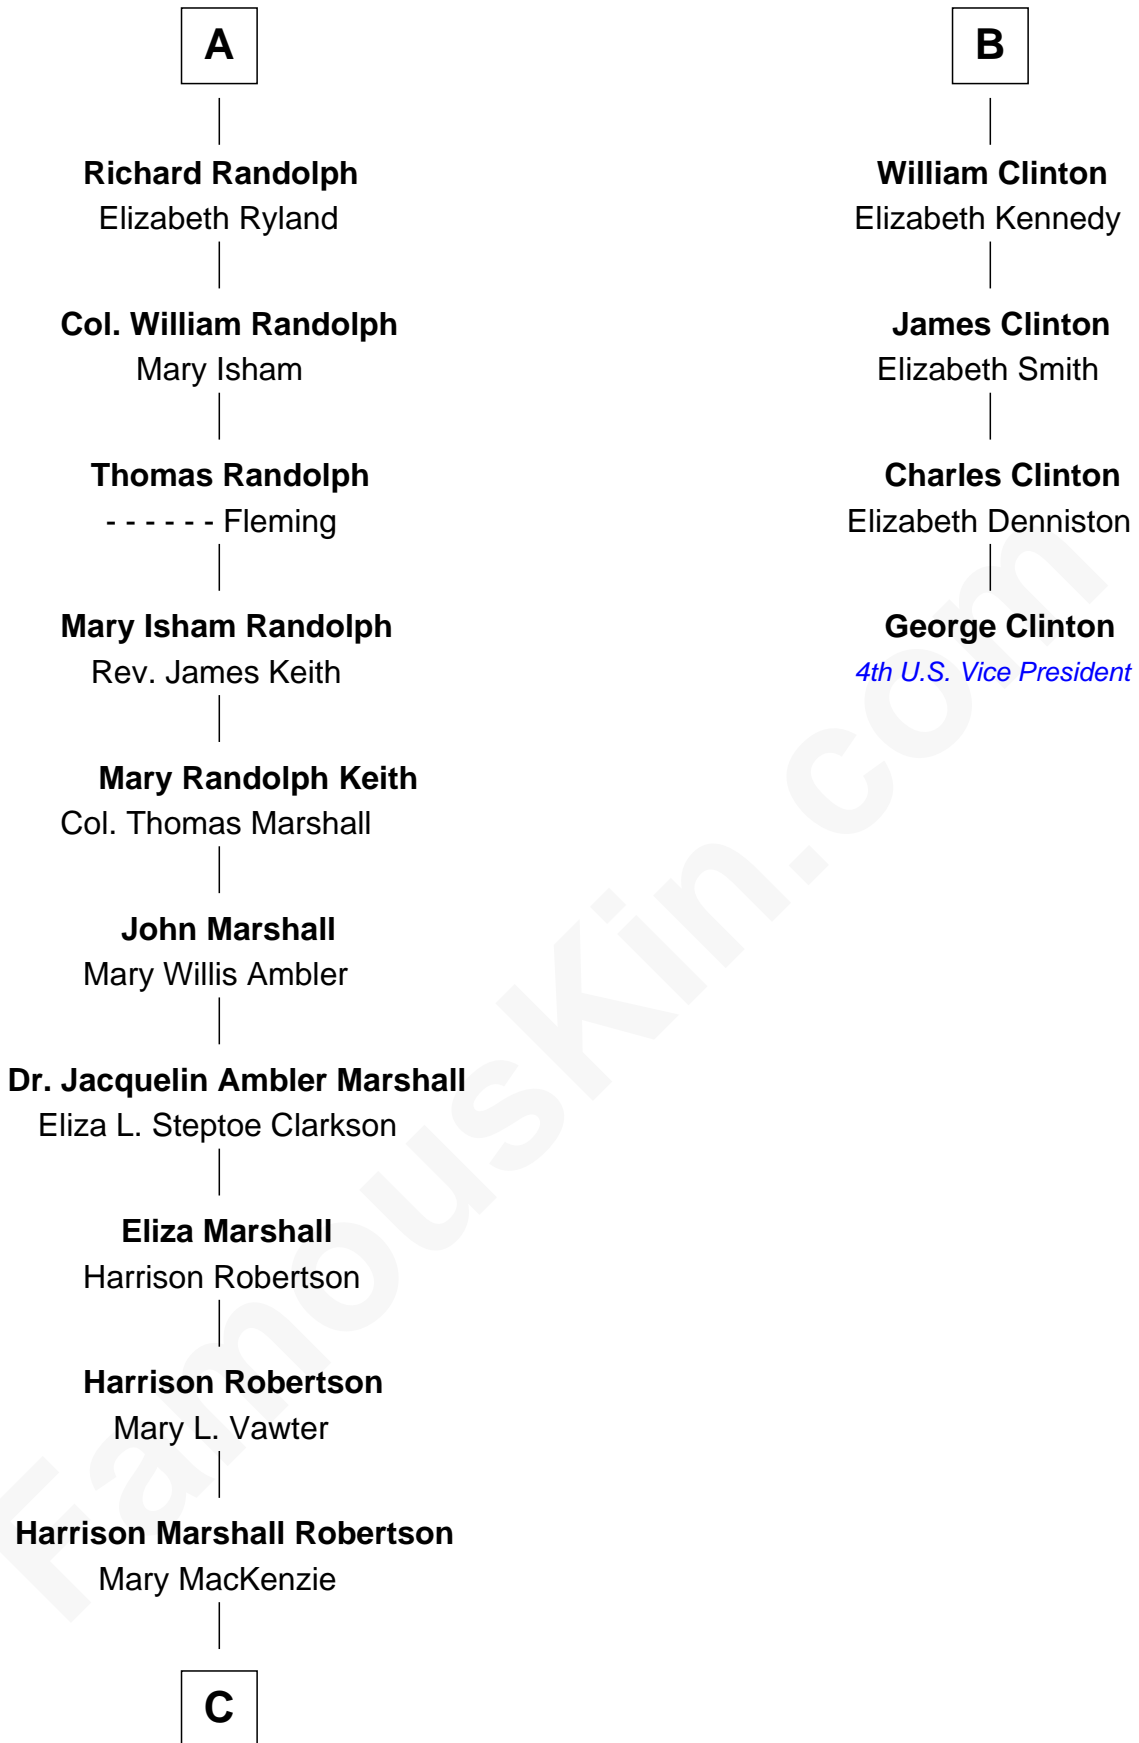 A
Richard Randolph
Elizabeth Ryland
Col. William Randolph
Mary Isham
Thomas Randolph
- - - - - - Fleming
Mary Isham Randolph
Rev. James Keith
Mary Randolph Keith
Col. Thomas Marshall
John Marshall
Mary Willis Ambler
Dr. Jacquelin Ambler Marshall
Eliza L. Steptoe Clarkson
Eliza Marshall
Harrison Robertson
Harrison Robertson
Mary L. Vawter
Harrison Marshall Robertson
Mary MacKenzie
C
B
William Clinton
Elizabeth Kennedy
James Clinton
Elizabeth Smith
Charles Clinton
Elizabeth Denniston
George Clinton
4th U.S. Vice President
FamousKin.com